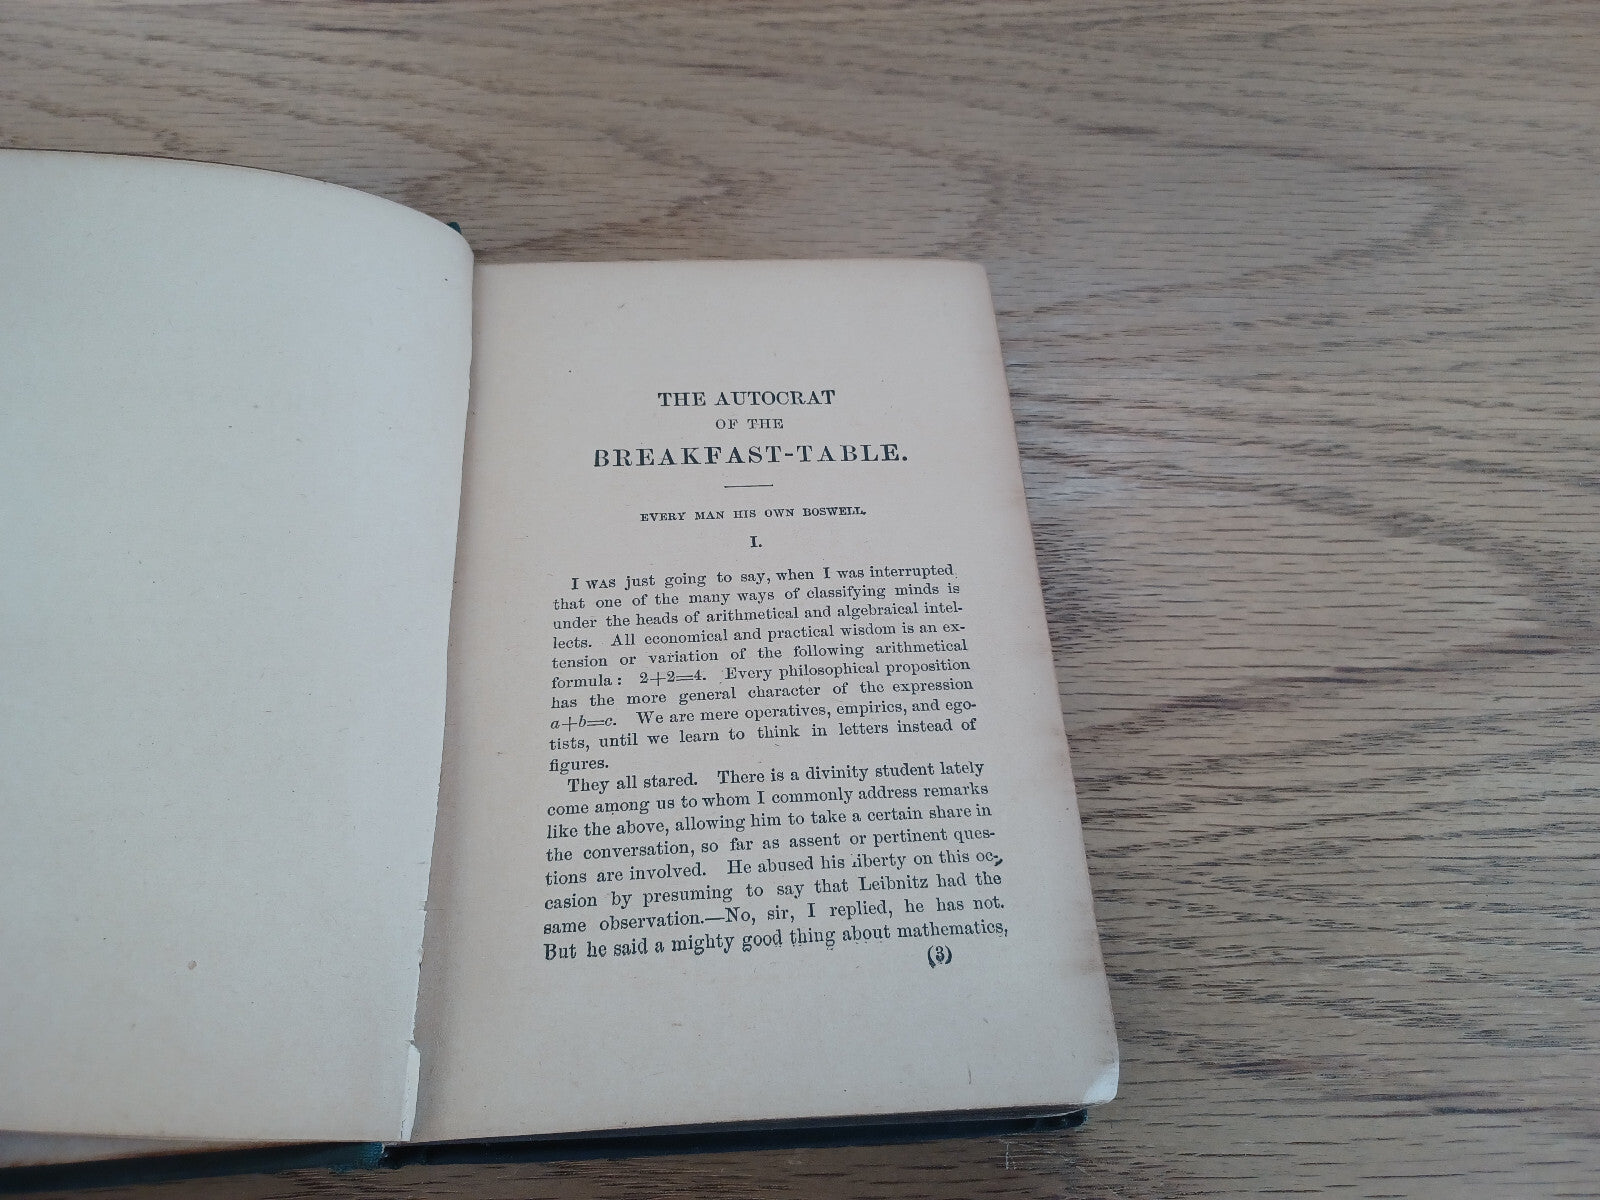 THE AUTOCRAT
OF THE
BREAKFAST-TABLE.
EVERY MAN HIS OWN BOSWELL.
I.
I WAS just going to say, when I was interrupted,
that one of the many ways of classifying minds is
under the heads of arithmetical and algebraical intel-
lects. All economical and practical wisdom is an ex-
tension or variation of the following arithmetical
formula: 2+2=4. Every philosophical proposition
has the more general character of the expression
a+b=c. We are mere operatives, empirics, and ego-
tists, until we learn to think in letters instead of
figures.
They all stared. There is a divinity student lately
come among us to whom I commonly address remarks
like the above, allowing him to take a certain share in
the conversation, so far as assent or pertinent ques-
tions are involved. He abused his liberty on this oc-
casion by presuming to say that Leibnitz had the
same observation.—No, sir, I replied, he has not.
But he said a mighty good thing about mathematics,
(3)